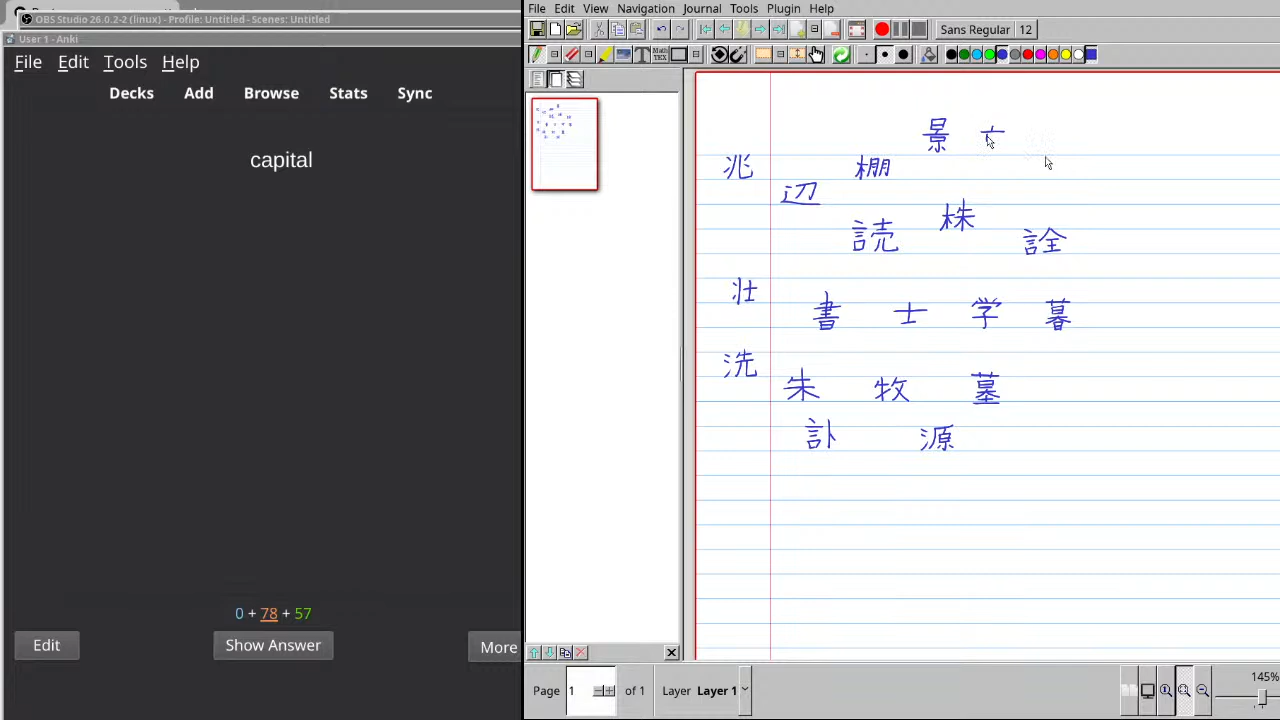 OBS Studio 26.0.2-2 (linux) - Profile: Untitled - Scenes: Untitled
User 1 - Anki
File Edit Tools Help
Decks Add Browse Stats Sync
capital
0 + 78 + 57
Edit Show Answer More
File Edit View Navigation Journal Tools Plugin Help
Sans Regular 12
景 亠
兆 棚
辺
株
読 詮
壮
書 士 学 暮
洗
朱 牧 墓
訃 源
Page 1 of 1 Layer Layer 1 145%